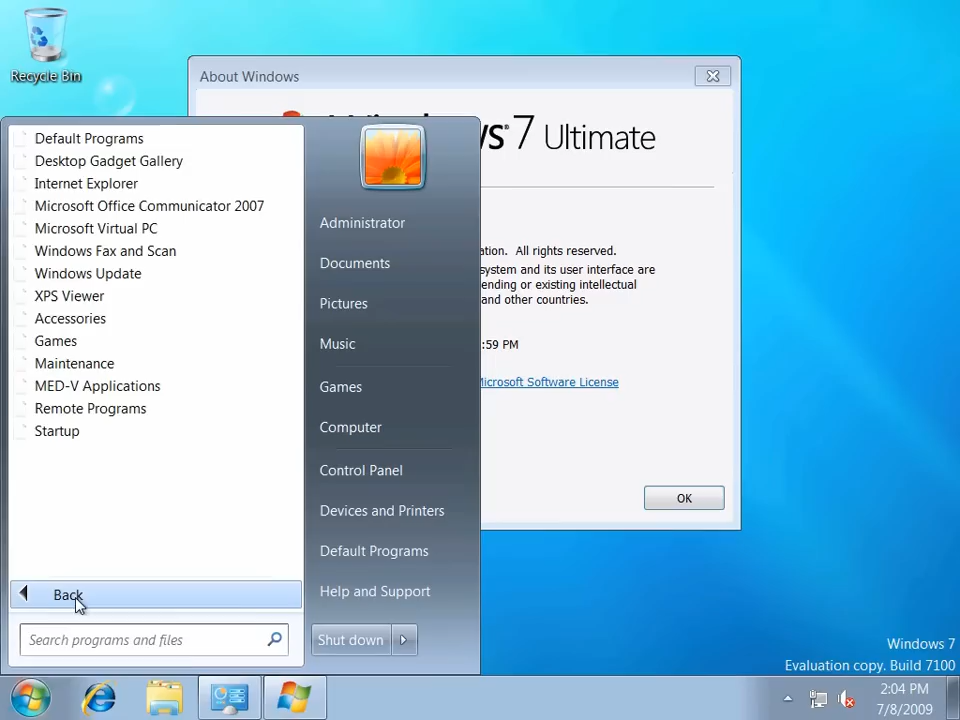 Recycle Bin
About Windows
7 Ultimate
ation. All rights reserved.
system and its user interface are
ending or existing intellectual
and other countries.
:59 PM
Microsoft Software License
OK
Default Programs
Desktop Gadget Gallery
Internet Explorer
Microsoft Office Communicator 2007
Microsoft Virtual PC
Windows Fax and Scan
Windows Update
XPS Viewer
Accessories
Games
Maintenance
MED-V Applications
Remote Programs
Startup
Back
Search programs and files
Administrator
Documents
Pictures
Music
Games
Computer
Control Panel
Devices and Printers
Default Programs
Help and Support
Shut down
Windows 7
Evaluation copy. Build 7100
2:04 PM
7/8/2009